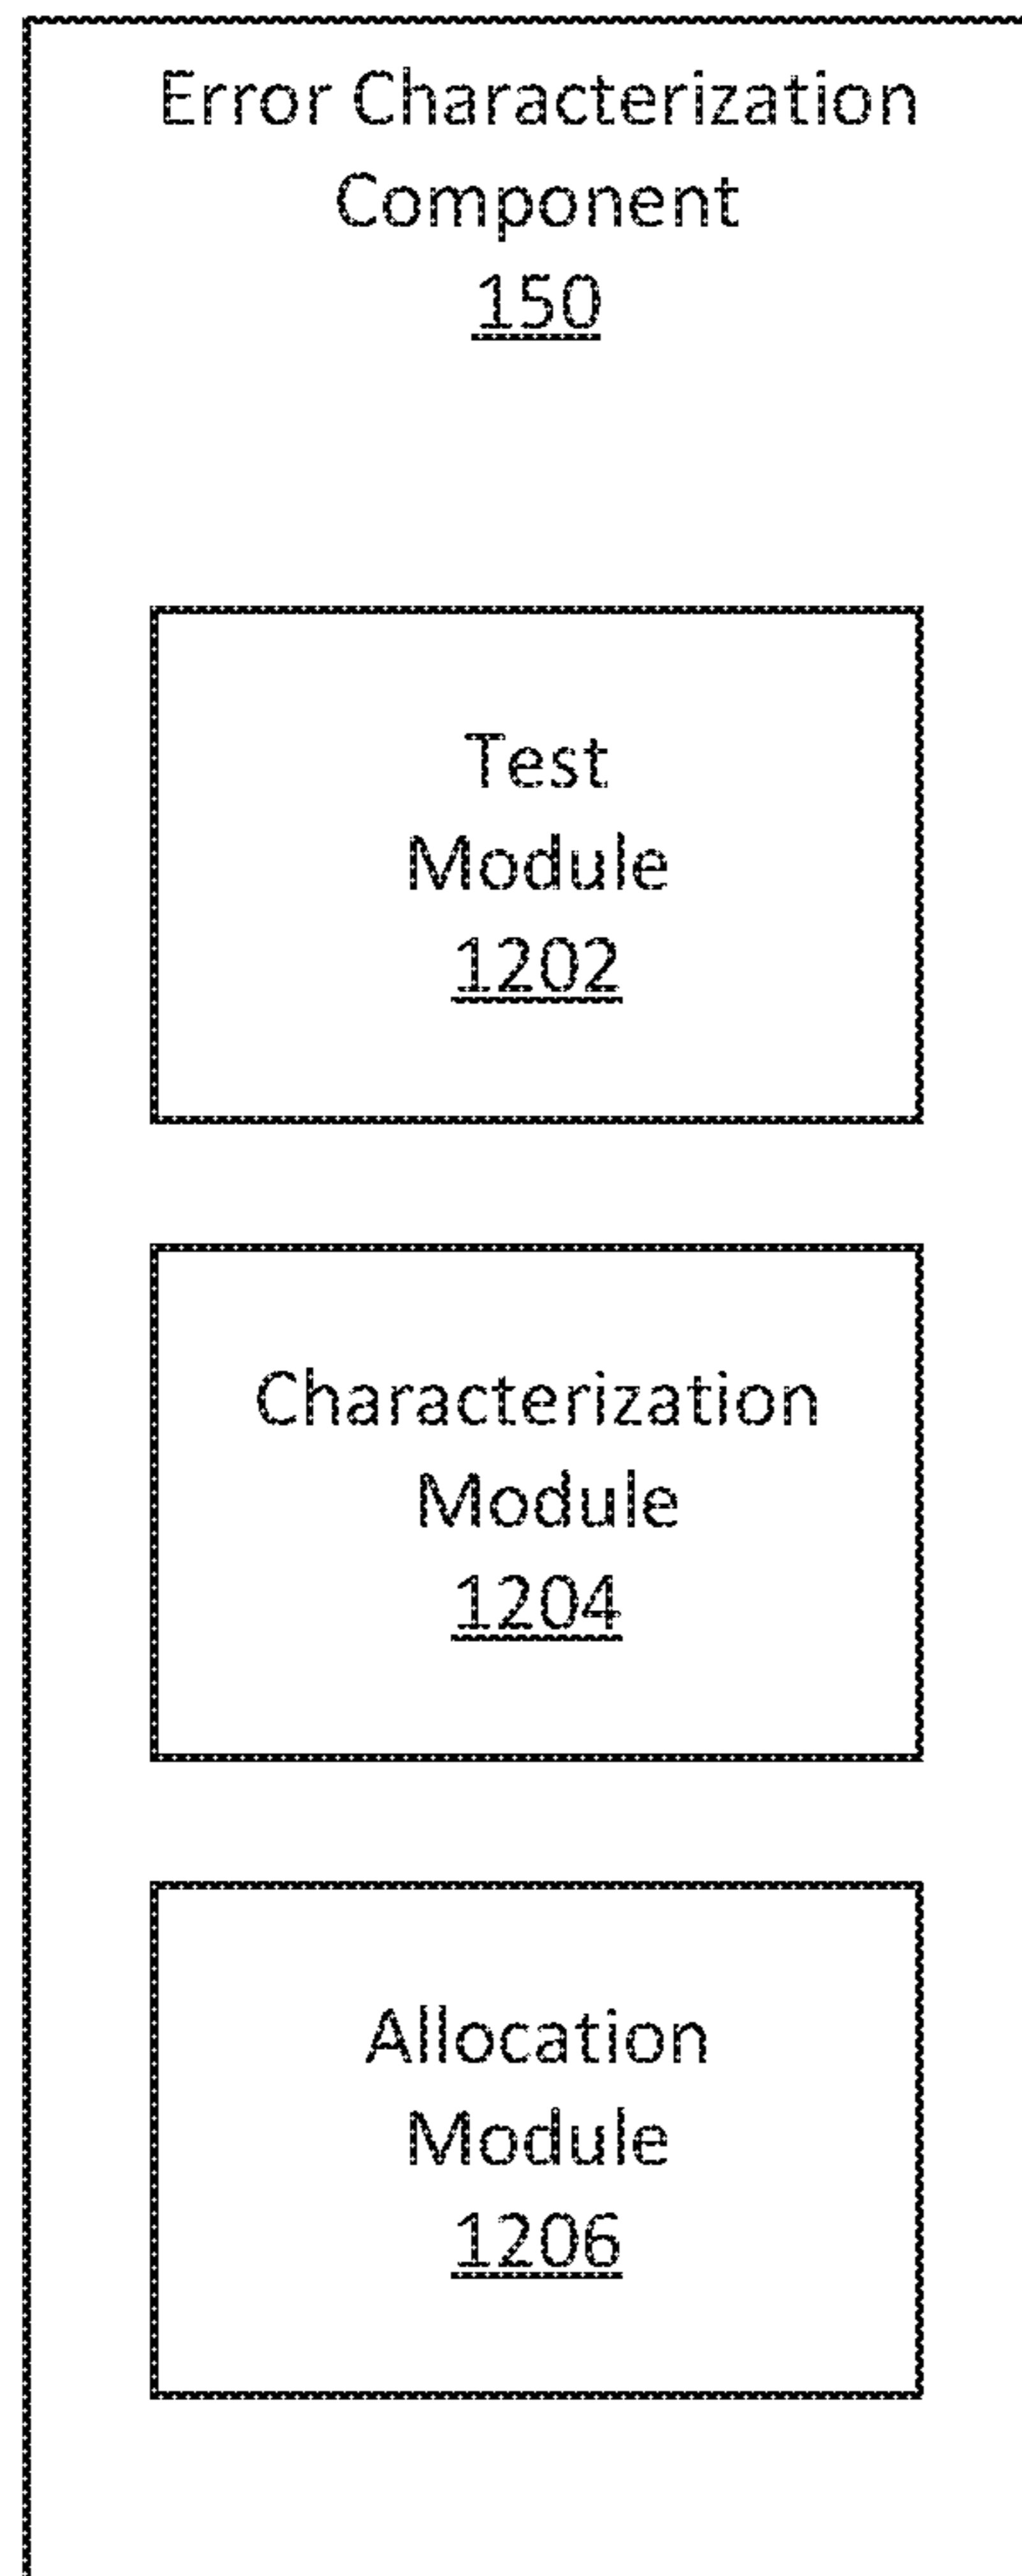 Error Characterization
Component
150
Test
Module
1202
Characterization
Module
1204
Allocation
Module
1206